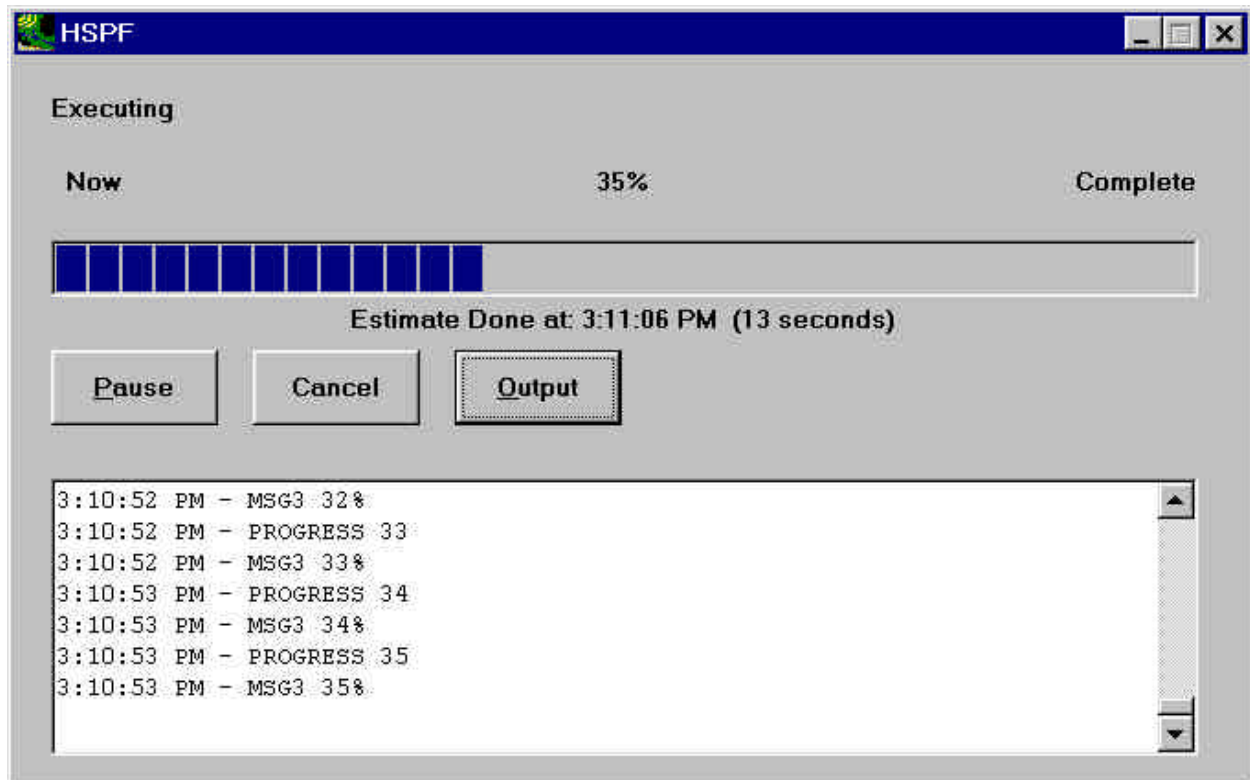 HSPF
Executing
Now 35% Complete
Estimate Done at: 3:11:06 PM (13 seconds)
Pause Cancel Output
3:10:52 PM - MSG3 32%
3:10:52 PM - PROGRESS 33
3:10:52 PM - MSG3 33%
3:10:53 PM - PROGRESS 34
3:10:53 PM - MSG3 34%
3:10:53 PM - PROGRESS 35
3:10:53 PM - MSG3 35%